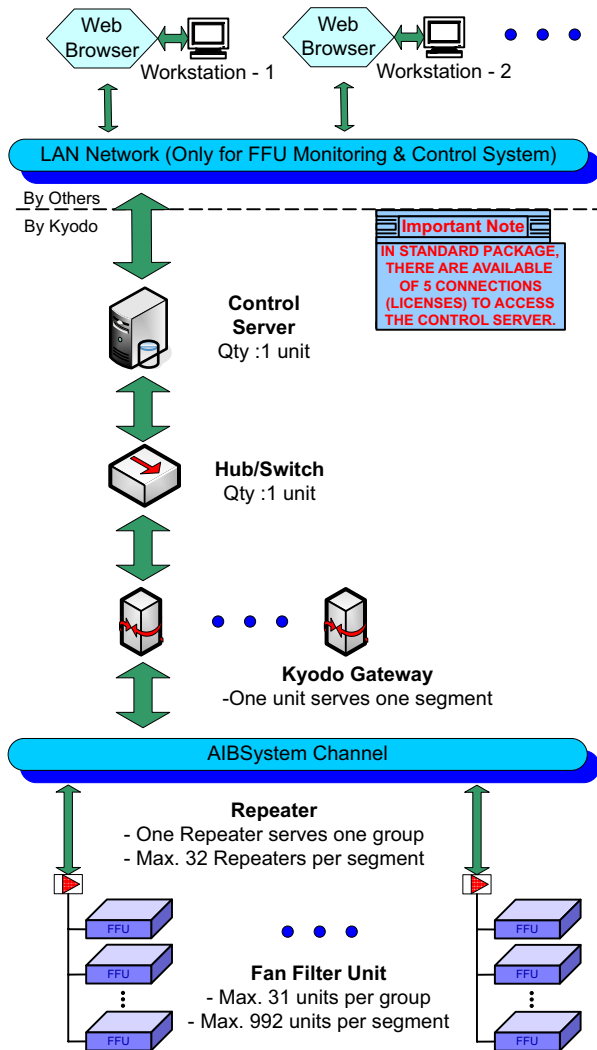 Web
Browser
Workstation - 1
Web
Browser
Workstation - 2
LAN Network (Only for FFU Monitoring & Control System)
By Others
By Kyodo
Important Note
IN STANDARD PACKAGE,
THERE ARE AVAILABLE
OF 5 CONNECTIONS
(LICENSES) TO ACCESS
THE CONTROL SERVER.
Control
Server
Qty :1 unit
Hub/Switch
Qty :1 unit
Kyodo Gateway
-One unit serves one segment
AIBSystem Channel
Repeater
- One Repeater serves one group
- Max. 32 Repeaters per segment
FFU
FFU
FFU
FFU
FFU
FFU
Fan Filter Unit
- Max. 31 units per group
- Max. 992 units per segment